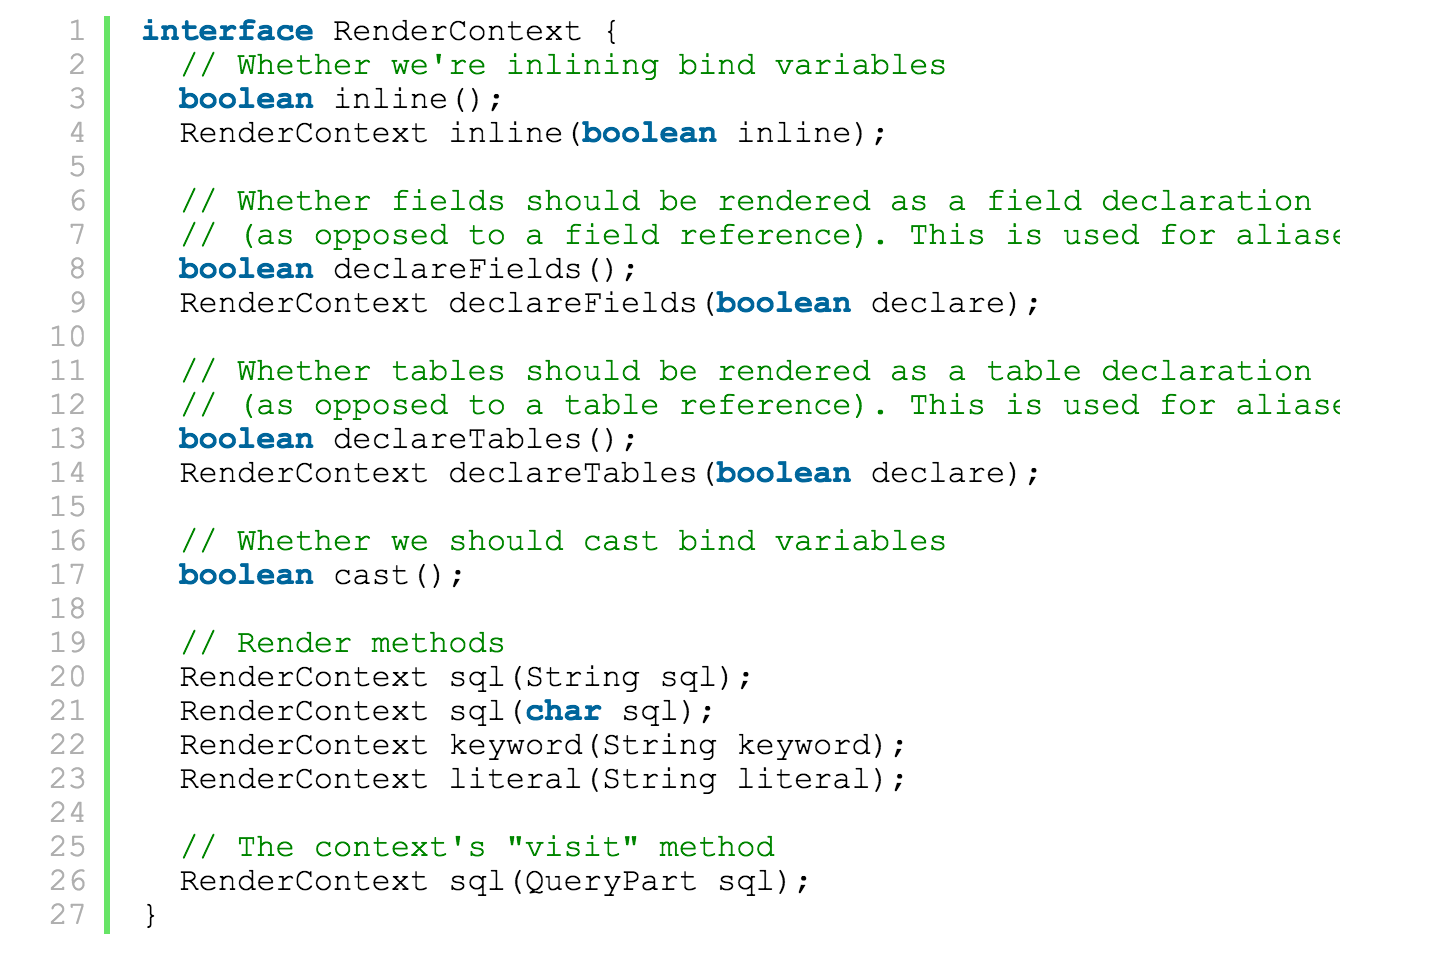 1 interface RenderContext {
2 // Whether we're inlining bind variables
3 boolean inline();
4 RenderContext inline(boolean inline);
5
6 // Whether fields should be rendered as a field declaration
7 // (as opposed to a field reference). This is used for
8 boolean declareFields();
9 RenderContext declareFields(boolean declare);
10
11 // Whether tables should be rendered as a table declaration
12 // (as opposed to a table reference). This is used for
13 boolean declareTables();
14 RenderContext declareTables(boolean declare);
15
16 // Whether we should cast bind variables
17 boolean cast();
18
19 // Render methods
20 RenderContext sql(String sql);
21 RenderContext sql(char sql);
22 RenderContext keyword(String keyword);
23 RenderContext literal(String literal);
24
25 // The context's "visit" method
26 RenderContext sql(QueryPart sql);
27 }